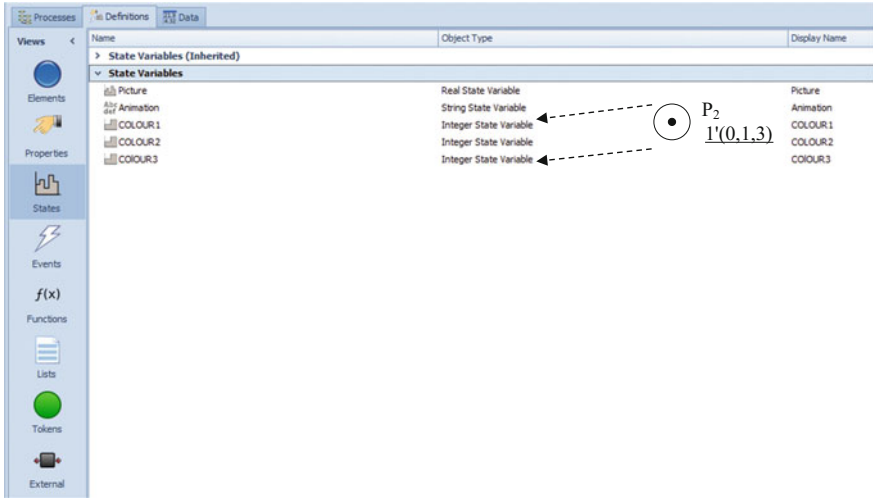 Processes Definitions Data
Views <
Name Object Type Display Name
> State Variables (Inherited)
State Variables
Picture Real State Variable Picture
Abc def Animation String State Variable Animation
COLOUR1 Integer State Variable COLOUR1
COLOUR2 Integer State Variable COLOUR2
COlOUR3 Integer State Variable COlOUR3
P₂
1'(0,1,3)
Elements
Properties
States
Events
f(x)
Functions
Lists
Tokens
External